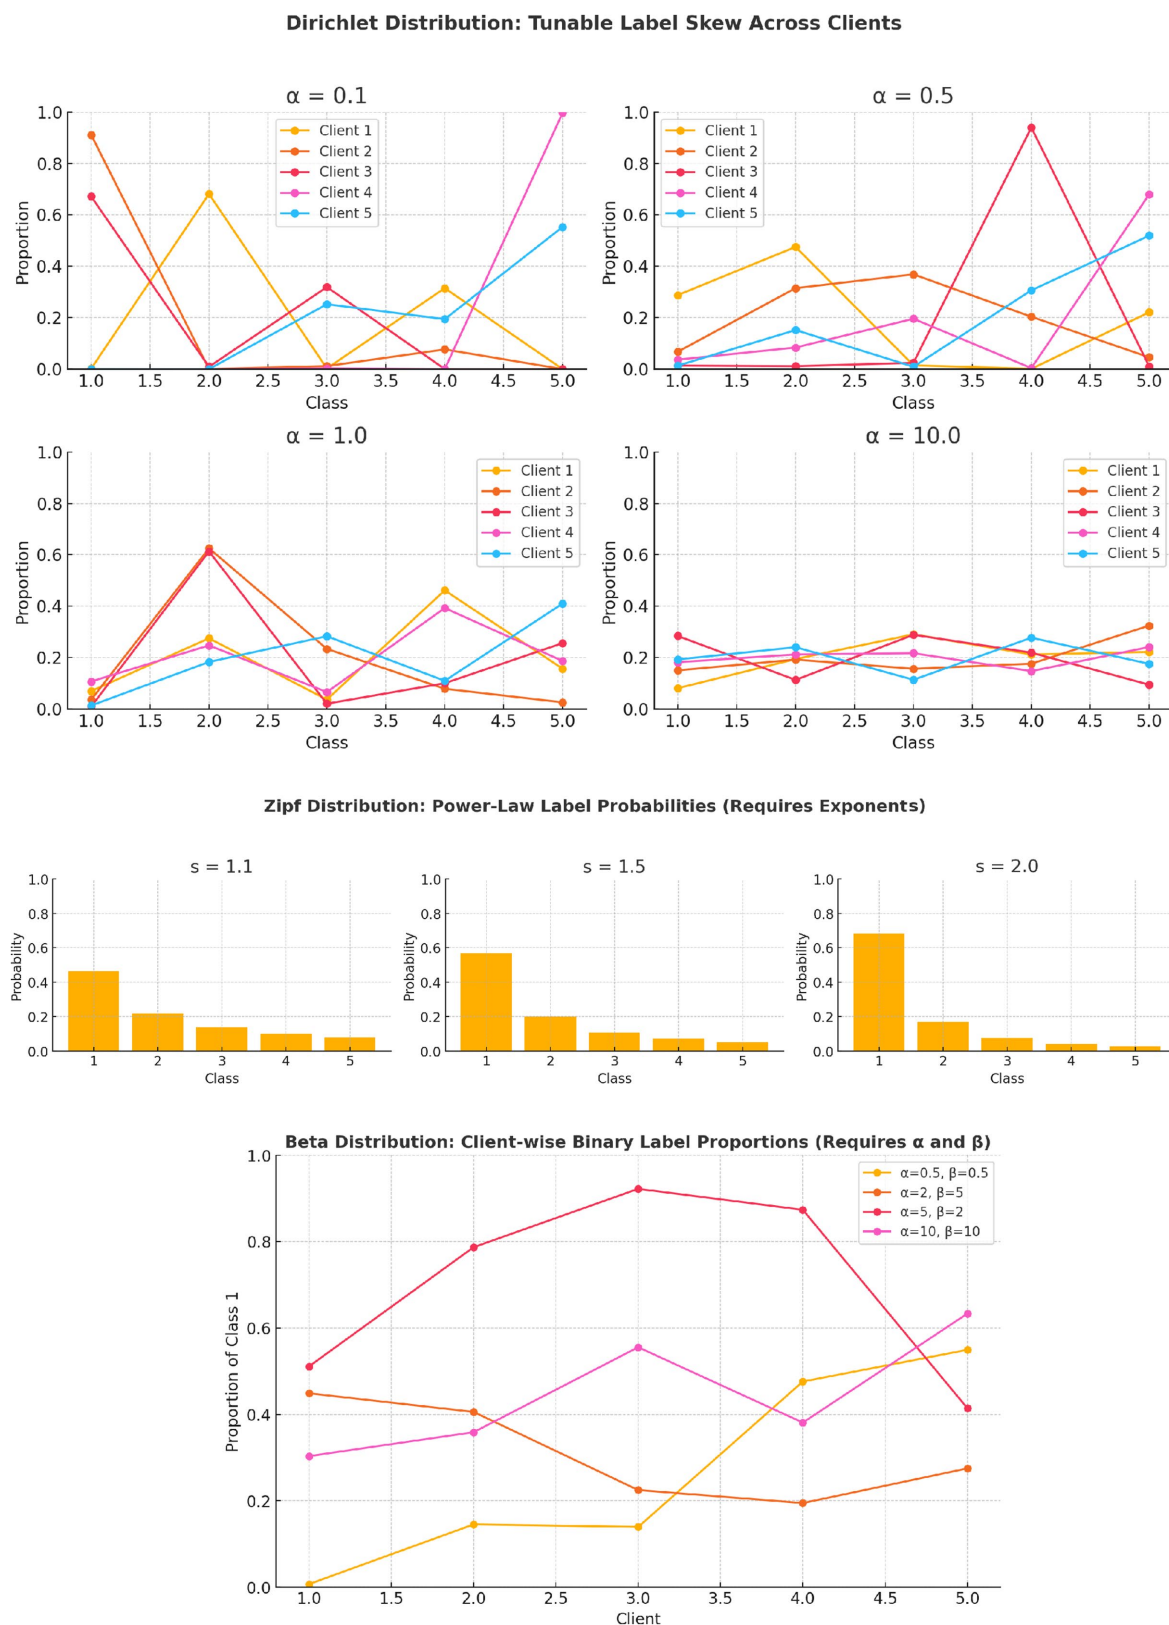 Dirichlet Distribution: Tunable Label Skew Across Clients
α = 0.1
1.0
0.8
0.6
0.4
0.2
0.0
Proportion
Client 1
Client 2
Client 3
Client 4
Client 5
1.0 1.5 2.0 2.5 3.0 3.5 4.0 4.5 5.0
Class
α = 0.5
1.0
0.8
0.6
0.4
0.2
0.0
Proportion
Client 1
Client 2
Client 3
Client 4
Client 5
1.0 1.5 2.0 2.5 3.0 3.5 4.0 4.5 5.0
Class
α = 1.0
1.0
0.8
0.6
0.4
0.2
0.0
Proportion
Client 1
Client 2
Client 3
Client 4
Client 5
1.0 1.5 2.0 2.5 3.0 3.5 4.0 4.5 5.0
Class
α = 10.0
1.0
0.8
0.6
0.4
0.2
0.0
Proportion
Client 1
Client 2
Client 3
Client 4
Client 5
1.0 1.5 2.0 2.5 3.0 3.5 4.0 4.5 5.0
Class
Zipf Distribution: Power-Law Label Probabilities (Requires Exponents)
s = 1.1
1.0
0.8
0.6
0.4
0.2
0.0
Probability
1 2 3 4 5
Class
s = 1.5
1.0
0.8
0.6
0.4
0.2
0.0
Probability
1 2 3 4 5
Class
s = 2.0
1.0
0.8
0.6
0.4
0.2
0.0
Probability
1 2 3 4 5
Class
Beta Distribution: Client-wise Binary Label Proportions (Requires α and β)
1.0
0.8
0.6
0.4
0.2
0.0
Proportion of Class 1
α=0.5, β=0.5
α=2, β=5
α=5, β=2
α=10, β=10
1.0 1.5 2.0 2.5 3.0 3.5 4.0 4.5 5.0
Client